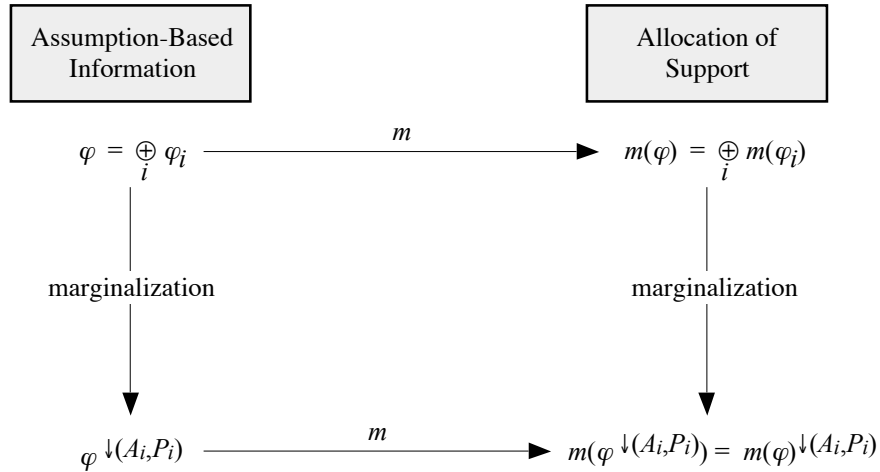 Assumption-Based
Information
Allocation of
Support
φ = ⊕ φi
i
m
m(φ) = ⊕ m(φi)
i
marginalization
marginalization
φ↓(Ai,Pi)
m
m(φ↓(Ai,Pi)) = m(φ)↓(Ai,Pi)